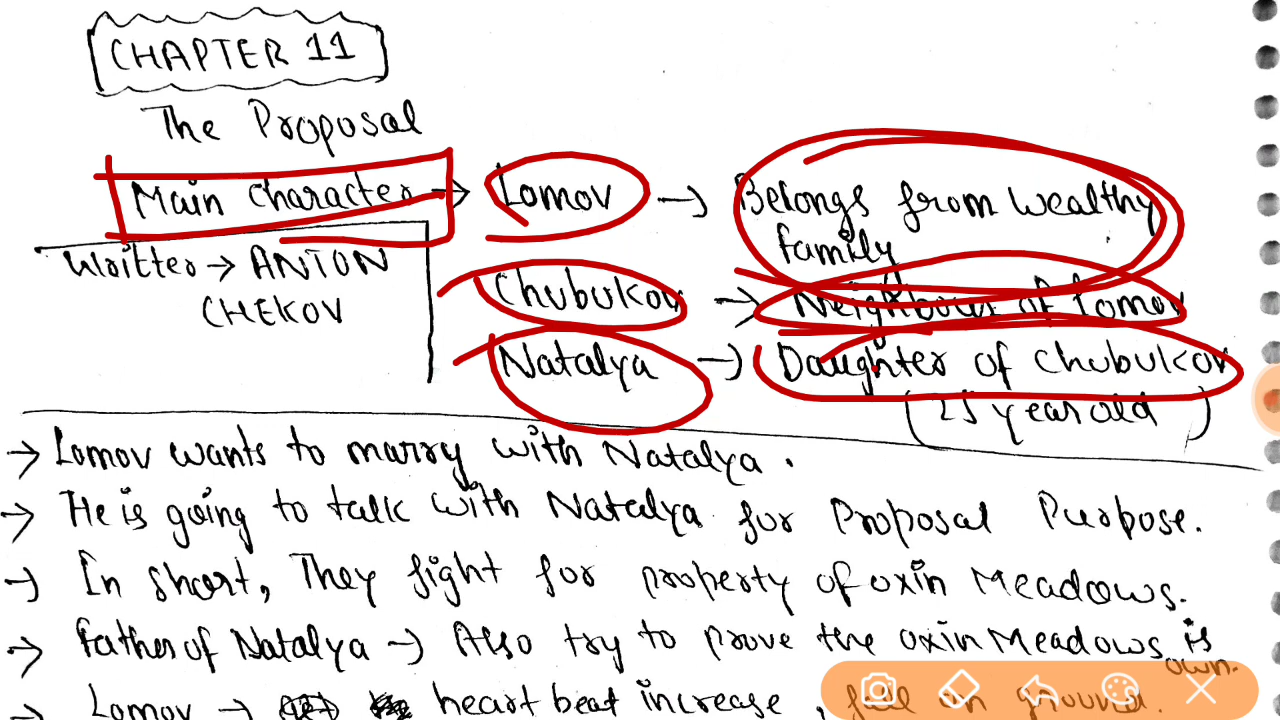 CHAPTER 11
The Proposal
Main character → Lomov → Belongs from wealthy
family
Writter → ANTON
CHEKOV
Chubukov → Neighbour of Lomov
Natalya → Daughter of Chubukov
(25 year old)
→ Lomov wants to marry with Natalya.
→ He is going to talk with Natalya for Proposal Purpose.
→ In short, They fight for property of oxin Meadows.
→ father of Natalya → Also try to prove the oxin Meadows is
own.
→ Lomov → heart beat increase, fall on ground.